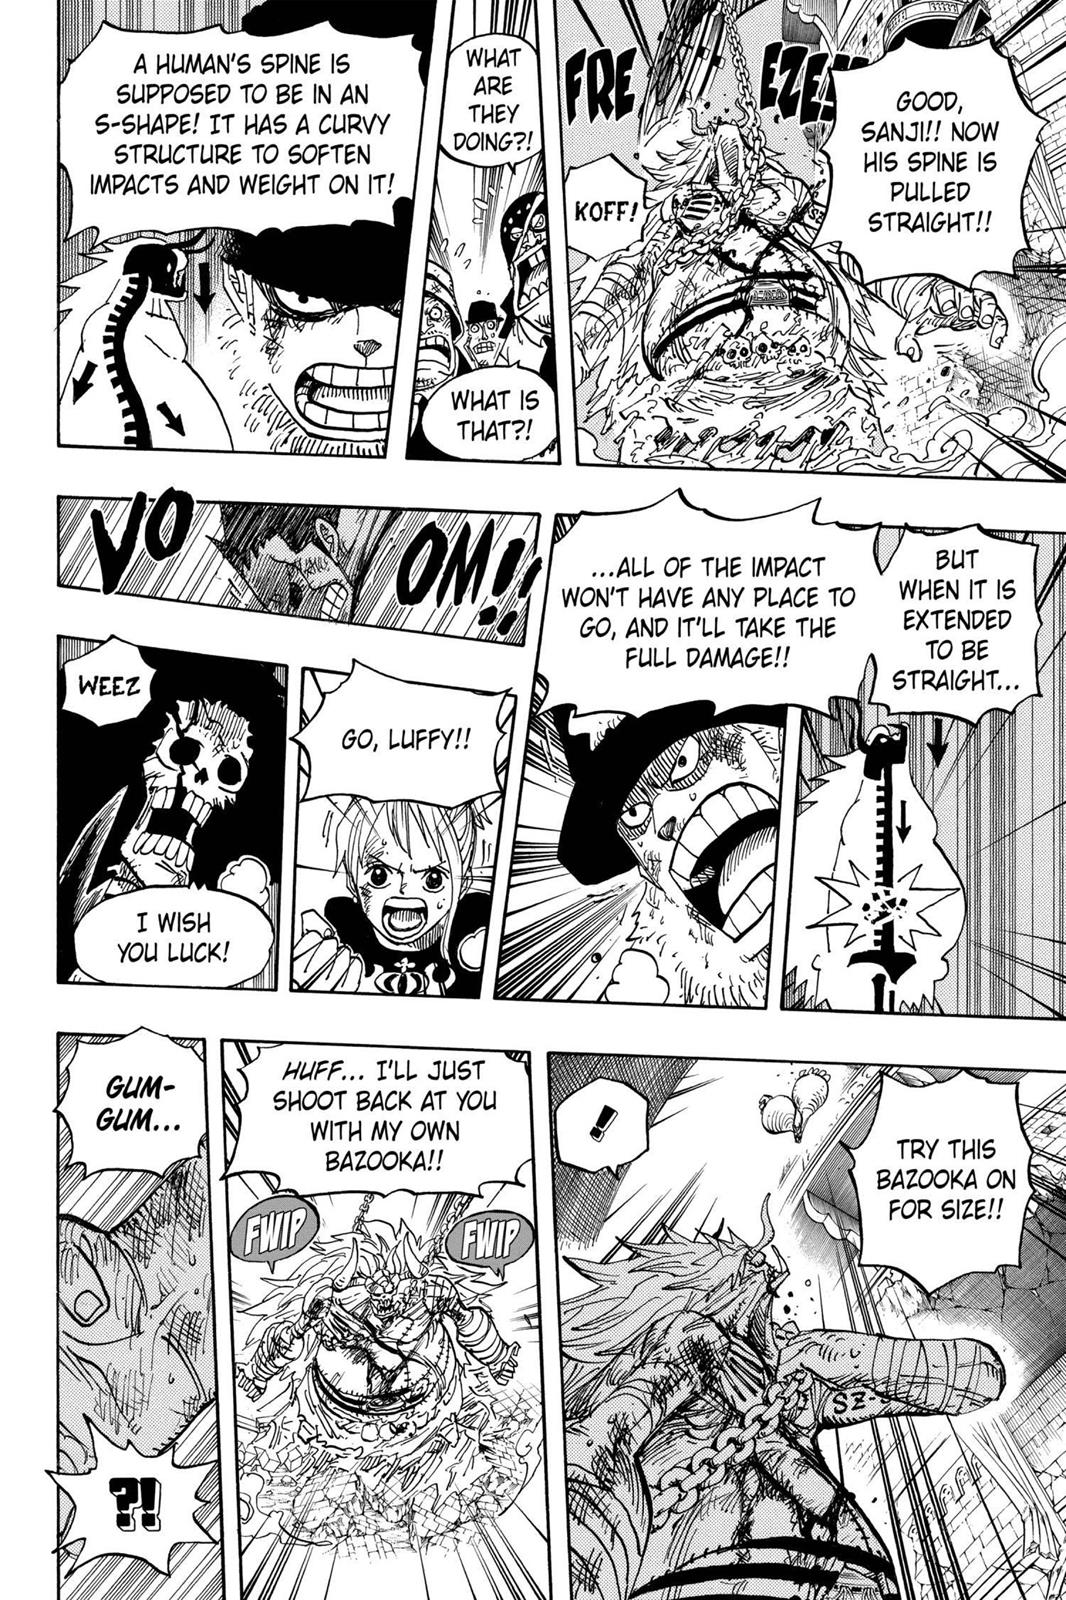 FRE EZE!!
GOOD,
SANJI!! NOW
HIS SPINE IS
PULLED
STRAIGHT!!
KOFF!
WHAT
ARE
THEY
DOING?!
WHAT IS
THAT?!
A HUMAN'S SPINE IS
SUPPOSED TO BE IN AN
S-SHAPE! IT HAS A CURVY
STRUCTURE TO SOFTEN
IMPACTS AND WEIGHT ON IT!
BUT
WHEN IT IS
EXTENDED
TO BE
STRAIGHT...
...ALL OF THE IMPACT
WON'T HAVE ANY PLACE TO
GO, AND IT'LL TAKE THE
FULL DAMAGE!!
VO OM!!
GO, LUFFY!!
WEEZ
I WISH
YOU LUCK!
TRY THIS
BAZOOKA ON
FOR SIZE!!
!
SZ-
HUFF... I'LL JUST
SHOOT BACK AT YOU
WITH MY OWN
BAZOOKA!!
FWIP
FWIP
GUM-
GUM...
?!